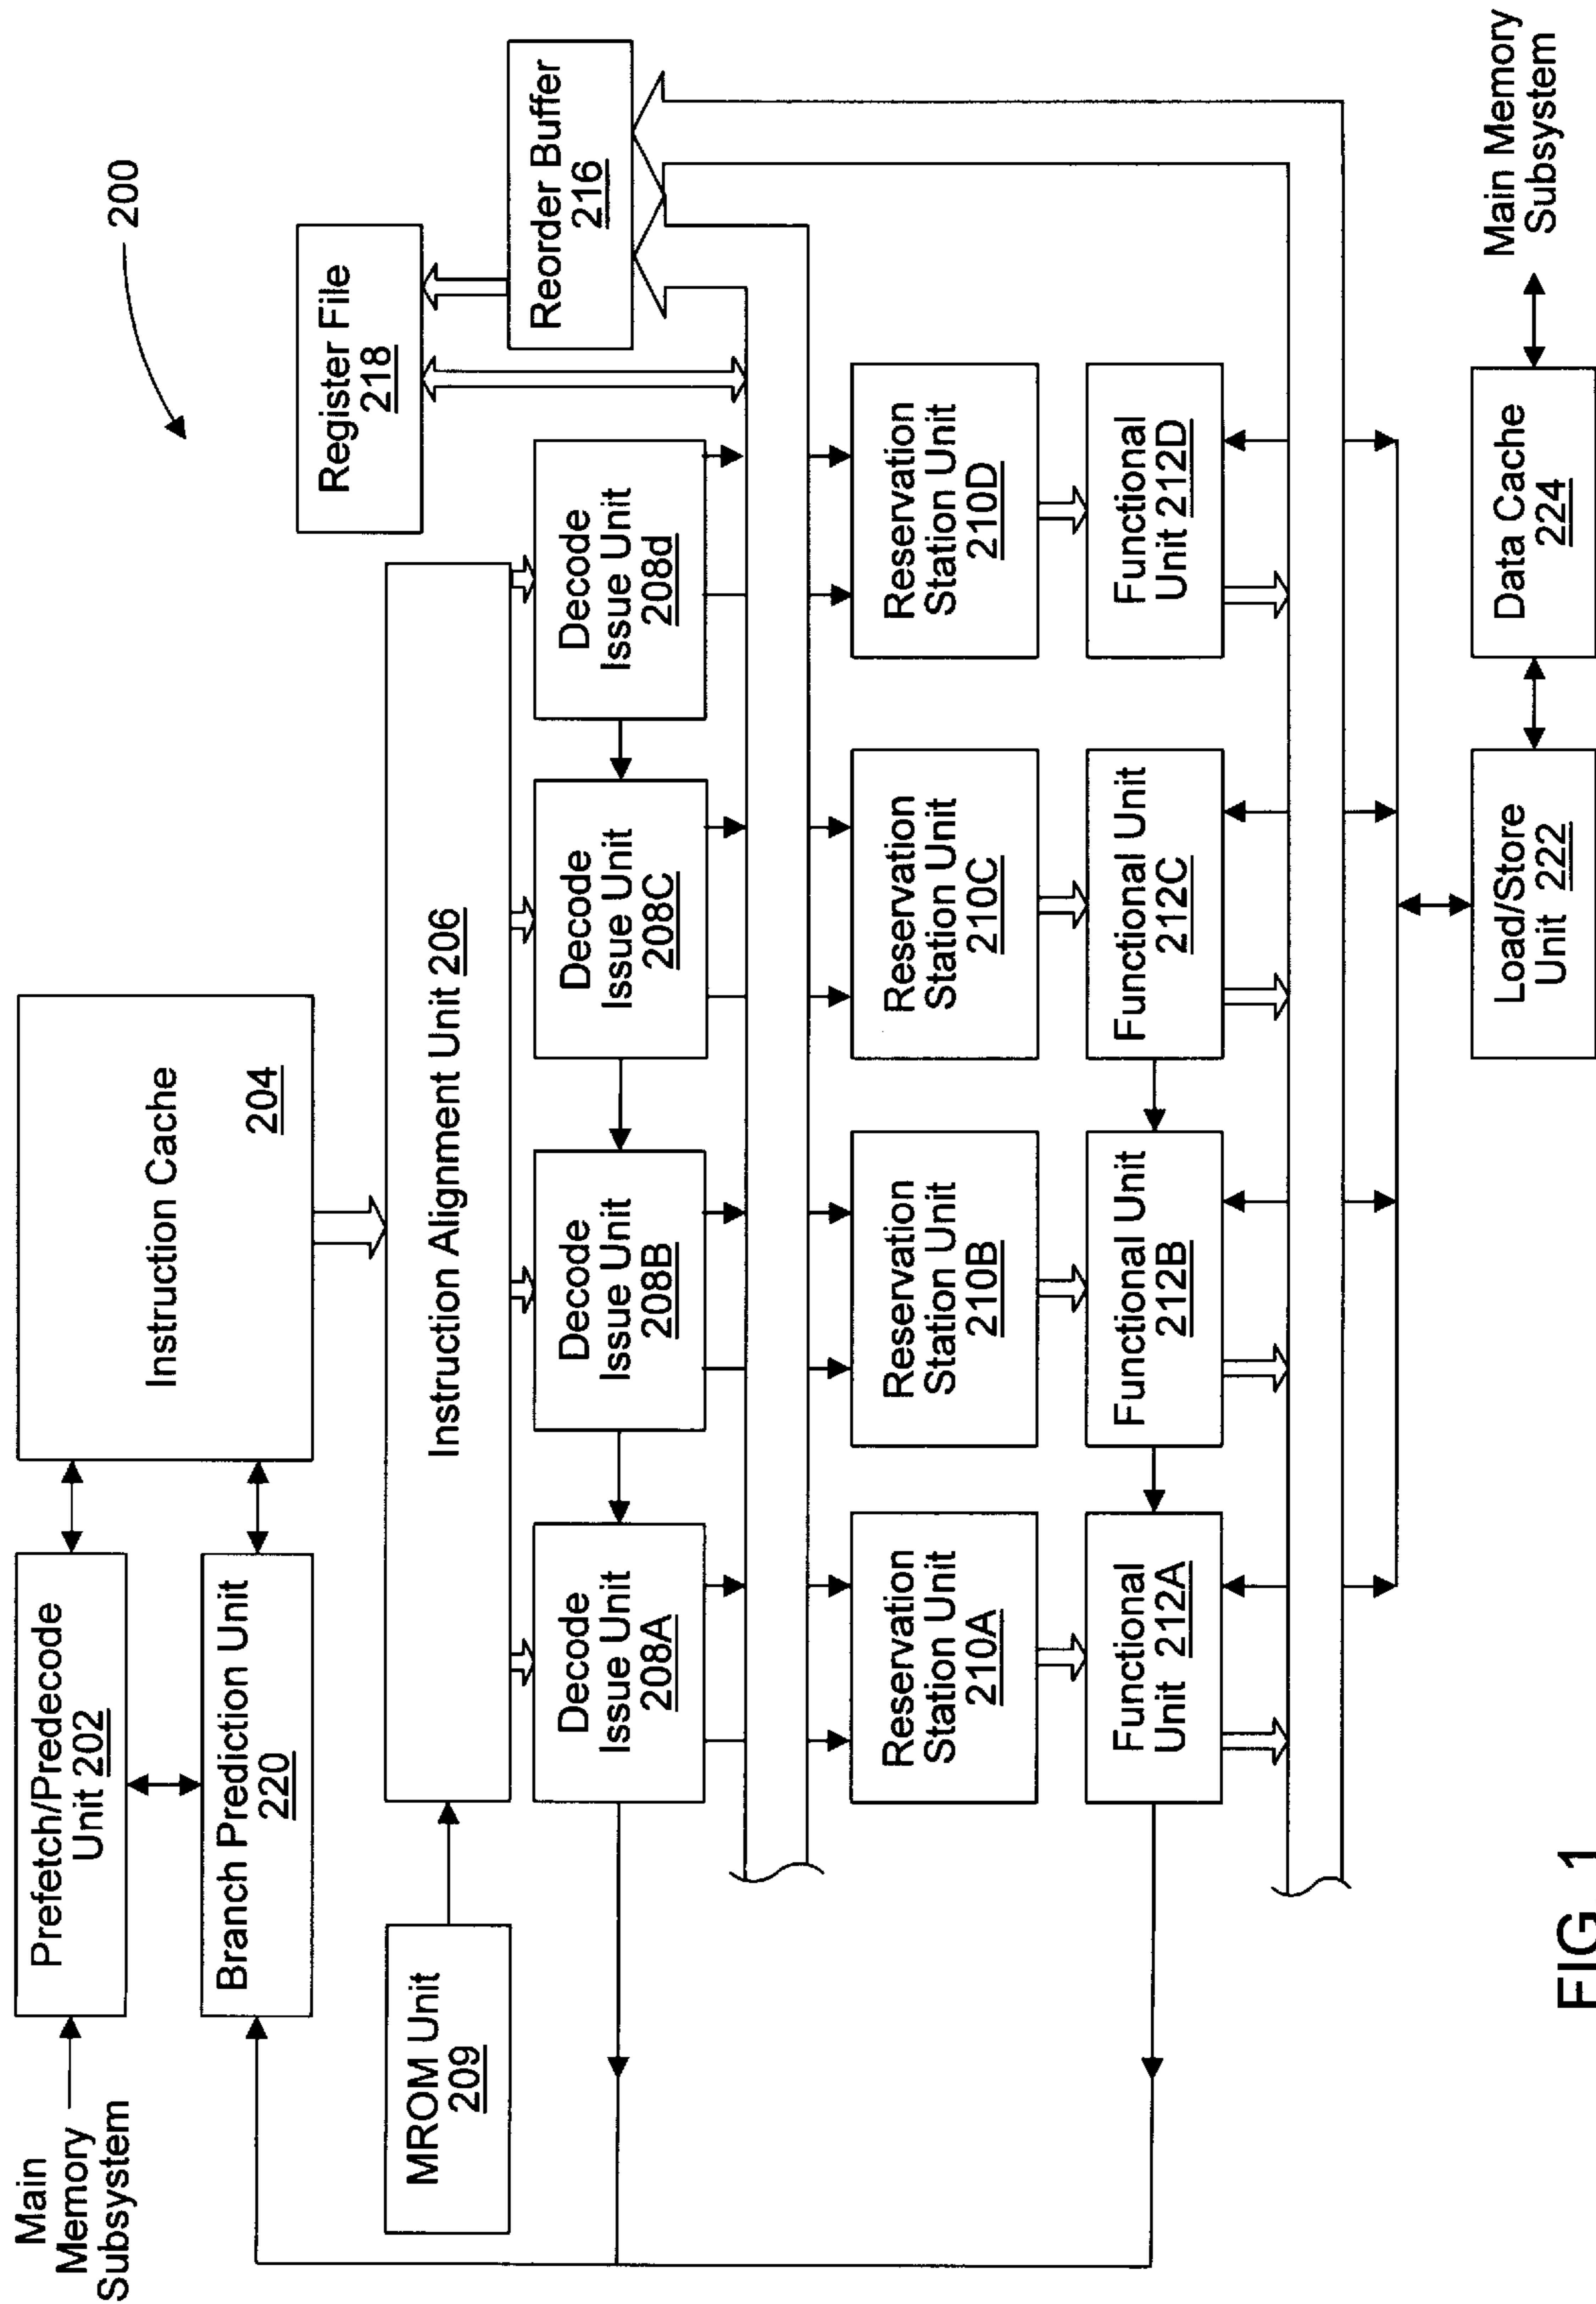 200
Main
Memory
Subsystem
Prefetch/Predecode
Unit 202
Branch Prediction Unit
220
Instruction Cache
204
Register File
218
Reorder Buffer
216
MROM Unit
209
Instruction Alignment Unit 206
Decode
Issue Unit
208A
Decode
Issue Unit
208B
Decode
Issue Unit
208C
Decode
Issue Unit
208d
Reservation
Station Unit
210A
Reservation
Station Unit
210B
Reservation
Station Unit
210C
Reservation
Station Unit
210D
Functional
Unit 212A
Functional Unit
212B
Functional Unit
212C
Functional
Unit 212D
Load/Store
Unit 222
Data Cache
224
Main Memory
Subsystem
FIG. 1